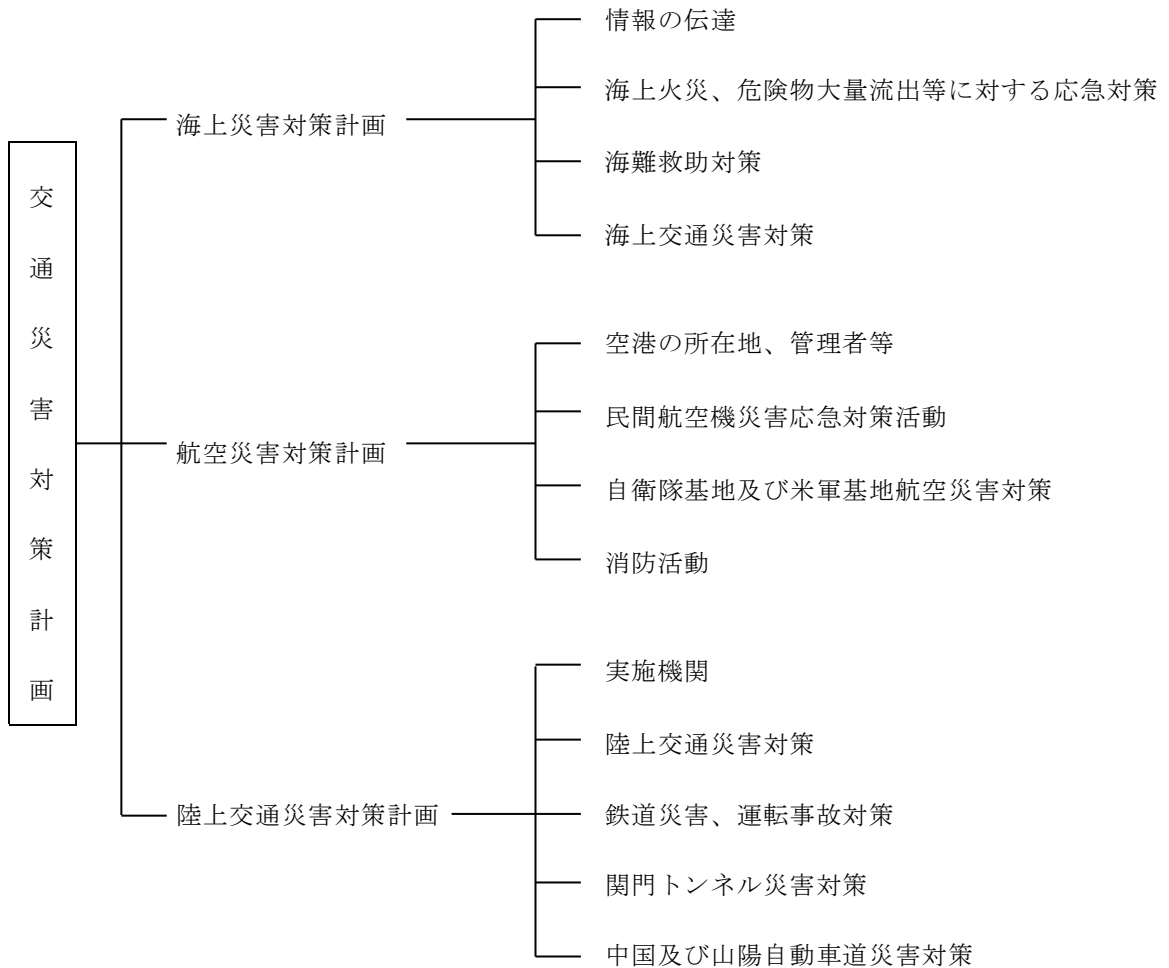 交通災害対策計画
海上災害対策計画
情報の伝達
海上火災、危険物大量流出等に対する応急対策
海難救助対策
海上交通災害対策
航空災害対策計画
空港の所在地、管理者等
民間航空機災害応急対策活動
自衛隊基地及び米軍基地航空災害対策
消防活動
陸上交通災害対策計画
実施機関
陸上交通災害対策
鉄道災害、運転事故対策
関門トンネル災害対策
中国及び山陽自動車道災害対策